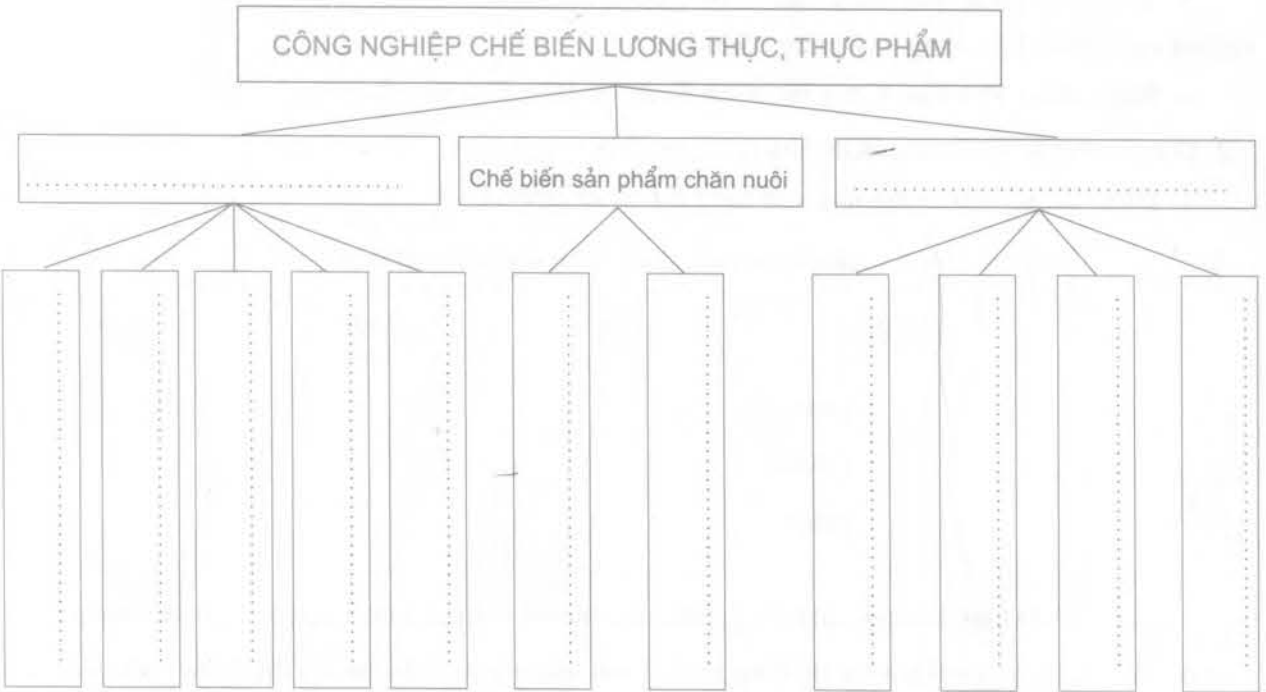 CÔNG NGHIỆP CHẾ BIẾN LƯƠNG THỰC, THỰC PHẨM
Chế biến sản phẩm chăn nuôi